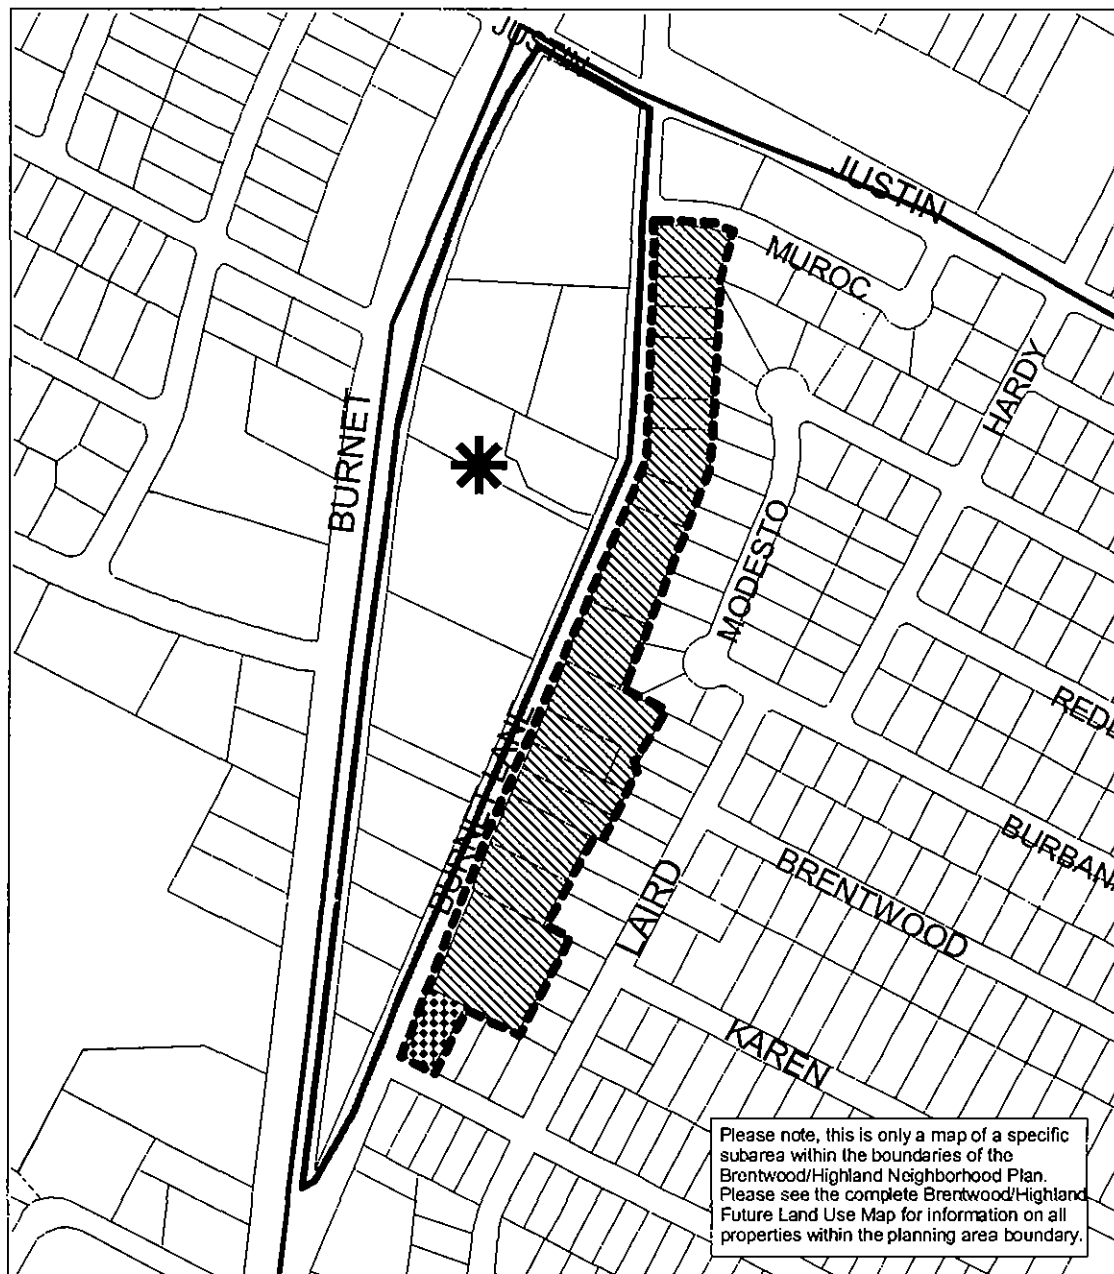 JUSTIN
JUSTIN
MUROC
HARDY
BURNET
MODESTO
BURNET LANE
LAIRD
BRENTWOOD
KAREN
Please note, this is only a map of a specific
subarea within the boundaries of the
Brentwood/Highland Neighborhood Plan.
Please see the complete Brentwood/Highland
Future Land Use Map for information on all
properties within the planning area boundary.